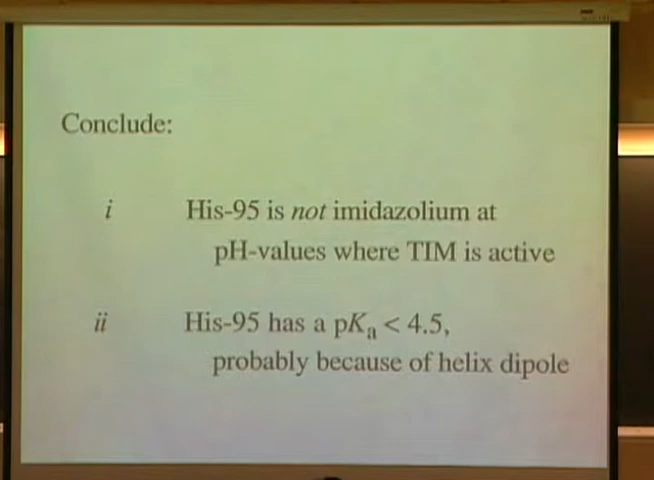 Conclude:
i His-95 is not imidazolium at
pH-values where TIM is active
ii His-95 has a pKa < 4.5,
probably because of helix dipole